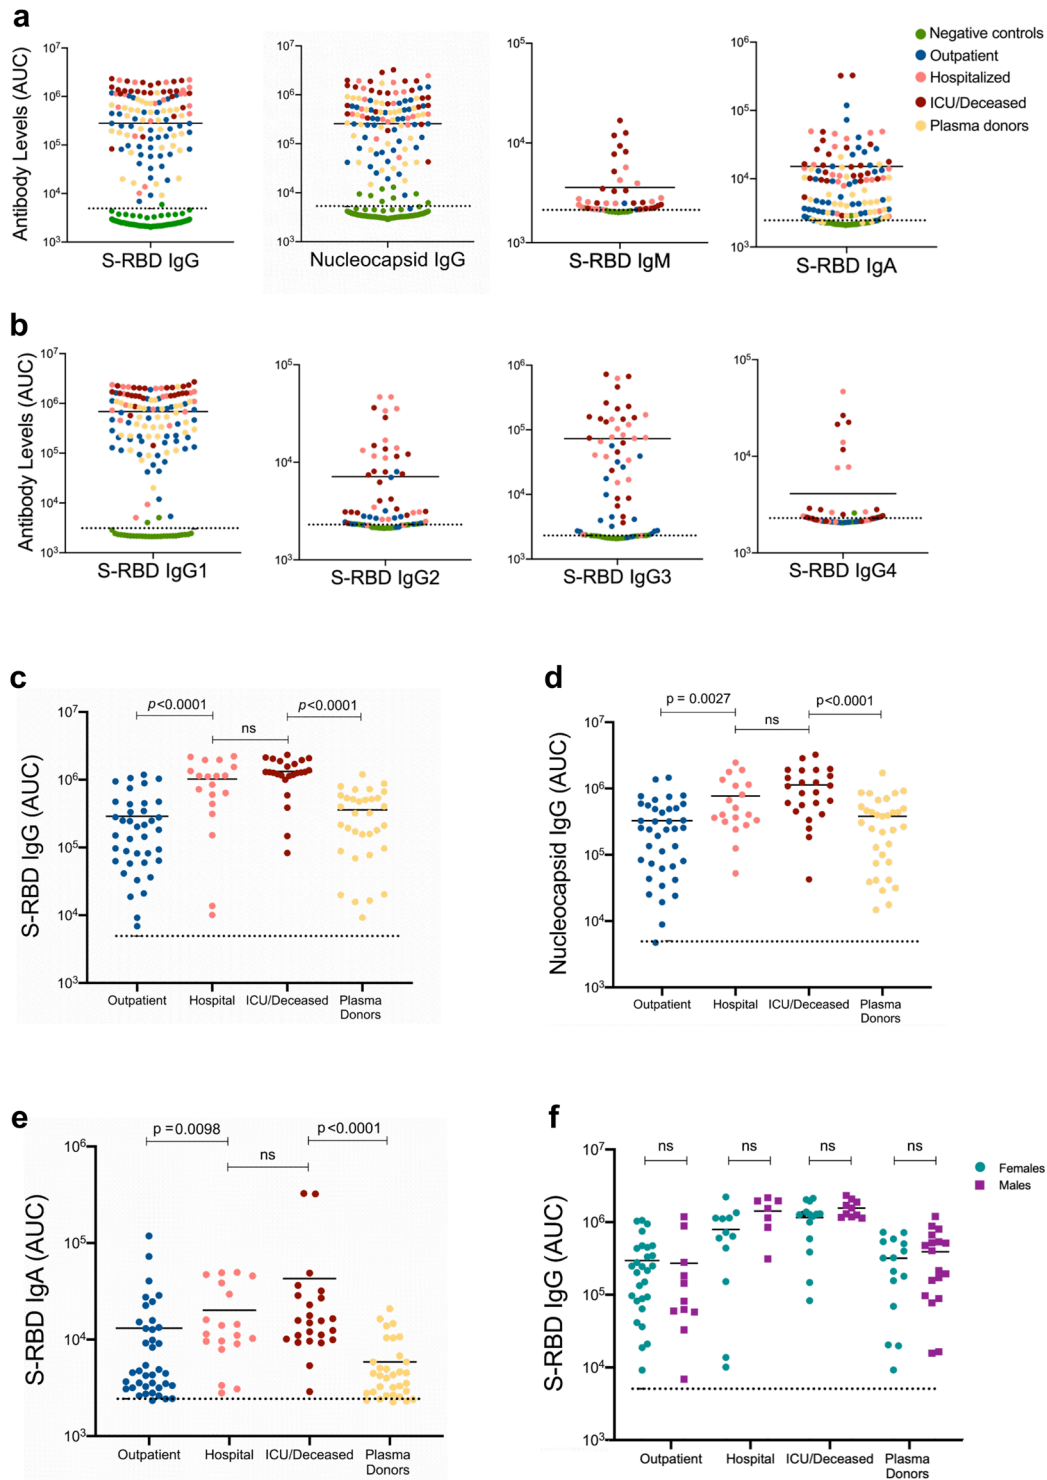 a
Antibody Levels (AUC)
10⁷
10⁶
10⁵
10⁴
10³
S-RBD IgG
10⁷
10⁶
10⁵
10⁴
10³
Nucleocapsid IgG
10⁵
10⁴
10³
S-RBD IgM
10⁶
10⁵
10⁴
10³
S-RBD IgA
Negative controls
Outpatient
Hospitalized
ICU/Deceased
Plasma donors
b
Antibody Levels (AUC)
10⁷
10⁶
10⁵
10⁴
10³
S-RBD IgG1
10⁵
10⁴
10³
S-RBD IgG2
10⁶
10⁵
10⁴
10³
S-RBD IgG3
10⁵
10⁴
10³
S-RBD IgG4
c
S-RBD IgG (AUC)
10⁷
10⁶
10⁵
10⁴
10³
p<0.0001
ns
p<0.0001
Outpatient
Hospital
ICU/Deceased
Plasma
Donors
d
Nucleocapsid IgG (AUC)
10⁷
10⁶
10⁵
10⁴
10³
p = 0.0027
ns
p<0.0001
Outpatient
Hospital
ICU/Deceased
Plasma
Donors
e
S-RBD IgA (AUC)
10⁶
10⁵
10⁴
10³
p =0.0098
ns
p<0.0001
Outpatient
Hospital
ICU/Deceased
Plasma
Donors
f
S-RBD IgG (AUC)
10⁷
10⁶
10⁵
10⁴
10³
ns
ns
ns
ns
Outpatient
Hospital
ICU/Deceased
Plasma
Donors
Females
Males